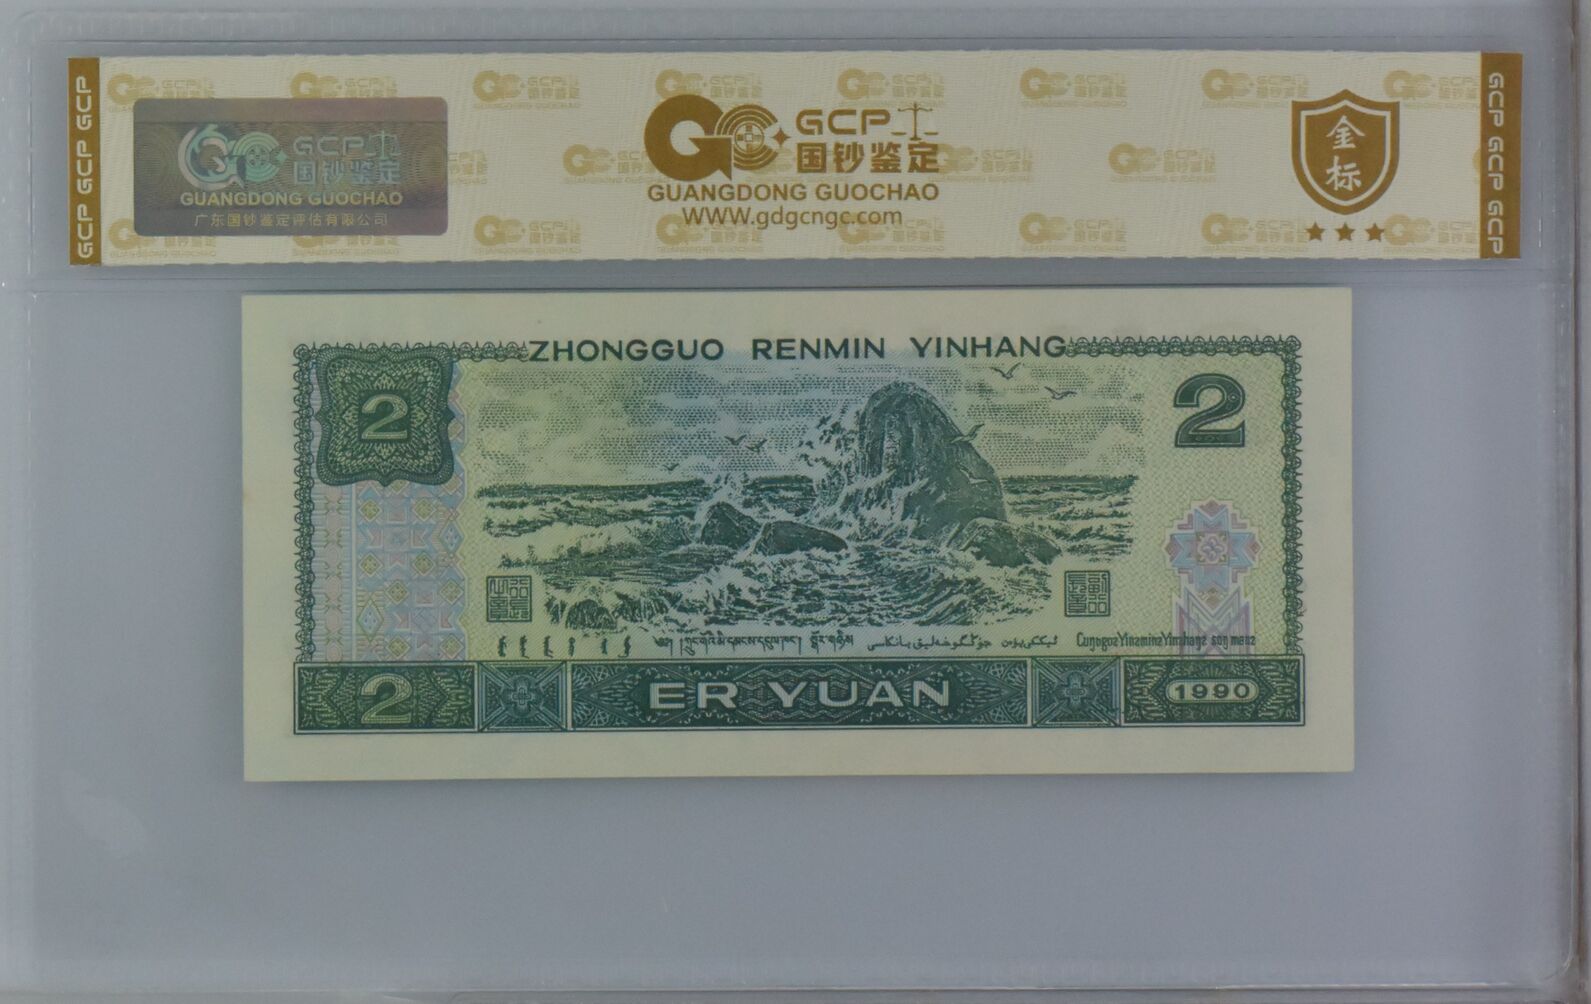 GCP GCP GCP
GCP
国钞鉴定
GUANGDONG GUOCHAO
广东国钞鉴定评估有限公司
GCP
国钞鉴定
GUANGDONG GUOCHAO
WWW.gdgcngc.com
金标
GCP GCP GCP
ZHONGGUO RENMIN YINHANG
2
2
2
ER YUAN
1990